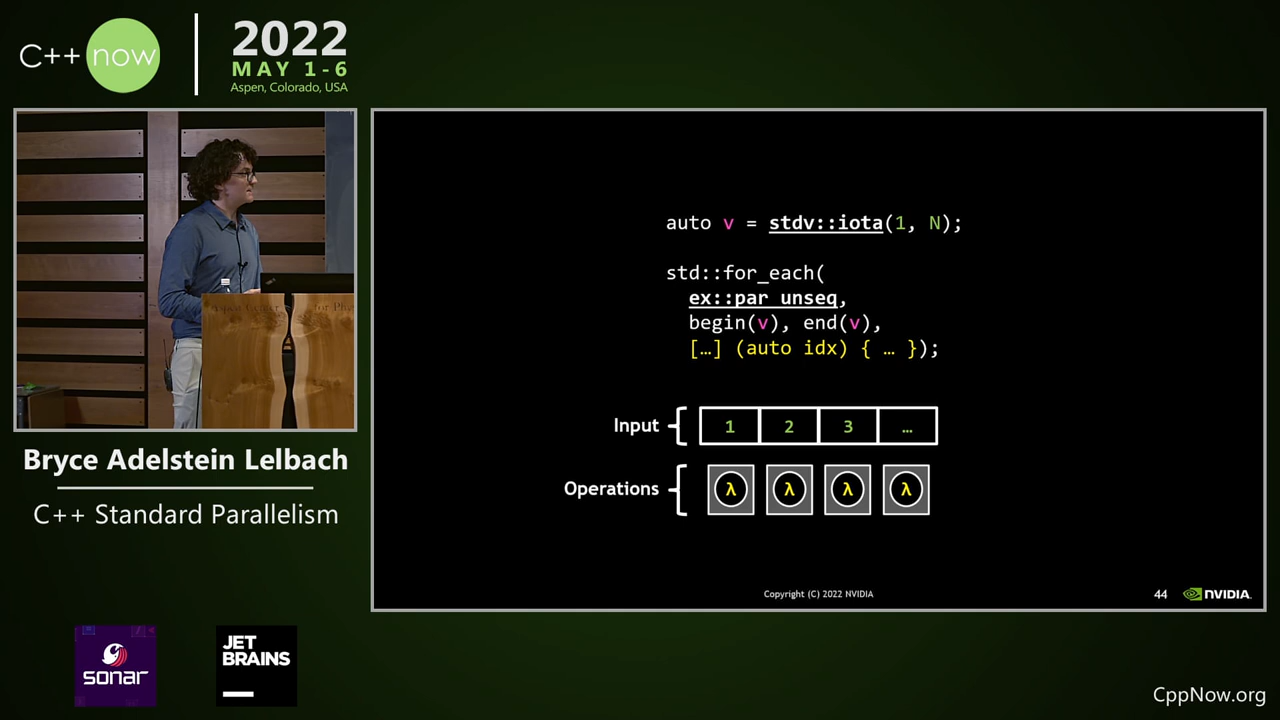 C++ now
2022
MAY 1-6
Aspen, Colorado, USA
auto v = stdv::iota(1, N);
std::for_each(
ex::par_unseq,
begin(v), end(v),
[…] (auto idx) { … });
Input
1 2 3 …
Operations
λ λ λ λ
Copyright (C) 2022 NVIDIA
44
NVIDIA.
Bryce Adelstein Lelbach
C++ Standard Parallelism
sonar
JET
BRAINS
CppNow.org